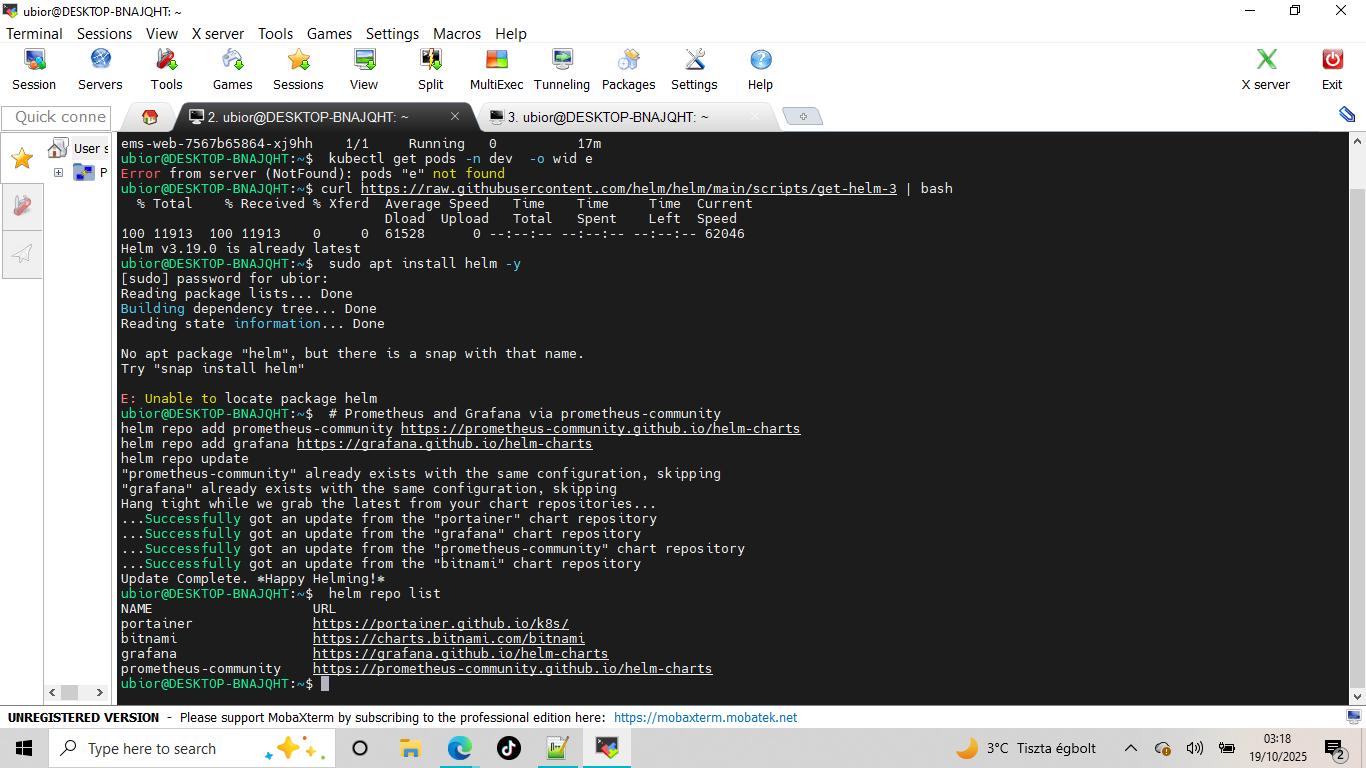 ubior@DESKTOP-BNAJQHT: ~
Terminal Sessions View X server Tools Games Settings Macros Help
Session Servers Tools Games Sessions View Split MultiExec Tunneling Packages Settings Help X server Exit
Quick conne
2. ubior@DESKTOP-BNAJQHT: ~
3. ubior@DESKTOP-BNAJQHT: ~
User s
P
ems-web-7567b65864-xj9hh    1/1     Running   0          17m
ubior@DESKTOP-BNAJQHT:~$  kubectl get pods -n dev  -o wid e
Error from server (NotFound): pods "e" not found
ubior@DESKTOP-BNAJQHT:~$ curl https://raw.githubusercontent.com/helm/helm/main/scripts/get-helm-3 | bash
  % Total    % Received % Xferd  Average Speed   Time    Time     Time  Current
                                 Dload  Upload   Total   Spent    Left  Speed
100 11913  100 11913    0     0  61528      0 --:--:-- --:--:-- --:--:-- 62046
Helm v3.19.0 is already latest
ubior@DESKTOP-BNAJQHT:~$  sudo apt install helm -y
[sudo] password for ubior:
Reading package lists... Done
Building dependency tree... Done
Reading state information... Done
No apt package "helm", but there is a snap with that name.
Try "snap install helm"
E: Unable to locate package helm
ubior@DESKTOP-BNAJQHT:~$  # Prometheus and Grafana via prometheus-community
helm repo add prometheus-community https://prometheus-community.github.io/helm-charts
helm repo add grafana https://grafana.github.io/helm-charts
helm repo update
"prometheus-community" already exists with the same configuration, skipping
"grafana" already exists with the same configuration, skipping
Hang tight while we grab the latest from your chart repositories...
...Successfully got an update from the "portainer" chart repository
...Successfully got an update from the "grafana" chart repository
...Successfully got an update from the "prometheus-community" chart repository
...Successfully got an update from the "bitnami" chart repository
Update Complete. *Happy Helming!*
ubior@DESKTOP-BNAJQHT:~$  helm repo list
NAME                    URL
portainer               https://portainer.github.io/k8s/
bitnami                 https://charts.bitnami.com/bitnami
grafana                 https://grafana.github.io/helm-charts
prometheus-community    https://prometheus-community.github.io/helm-charts
ubior@DESKTOP-BNAJQHT:~$
UNREGISTERED VERSION - Please support MobaXterm by subscribing to the professional edition here: https://mobaxterm.mobatek.net
Type here to search
3°C Tiszta égbolt
03:18
19/10/2025
2